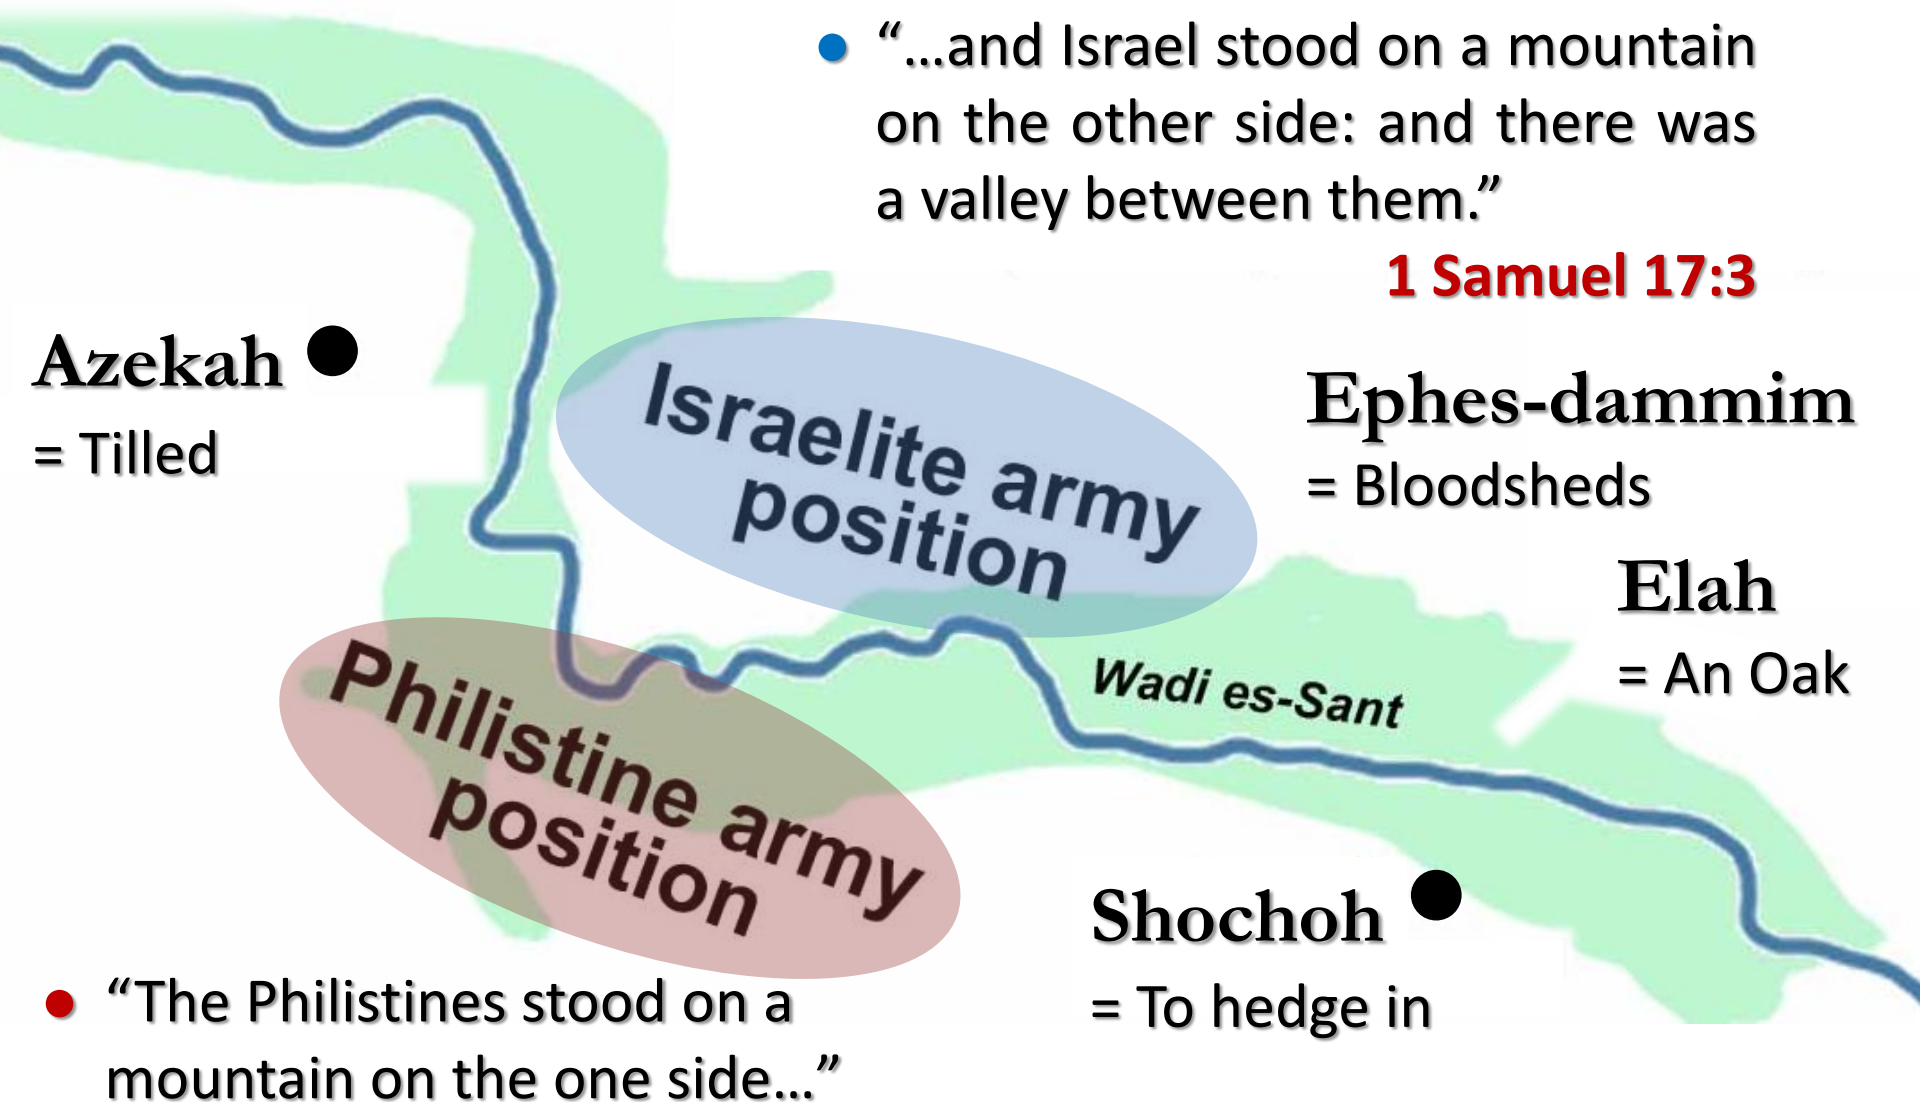 “…and Israel stood on a mountain
on the other side: and there was
a valley between them.”
1 Samuel 17:3
Azekah
= Tilled
Israelite army
position
Ephes-dammim
= Bloodsheds
Elah
= An Oak
Wadi es-Sant
Philistine army
position
Shochoh
= To hedge in
“The Philistines stood on a
mountain on the one side…”